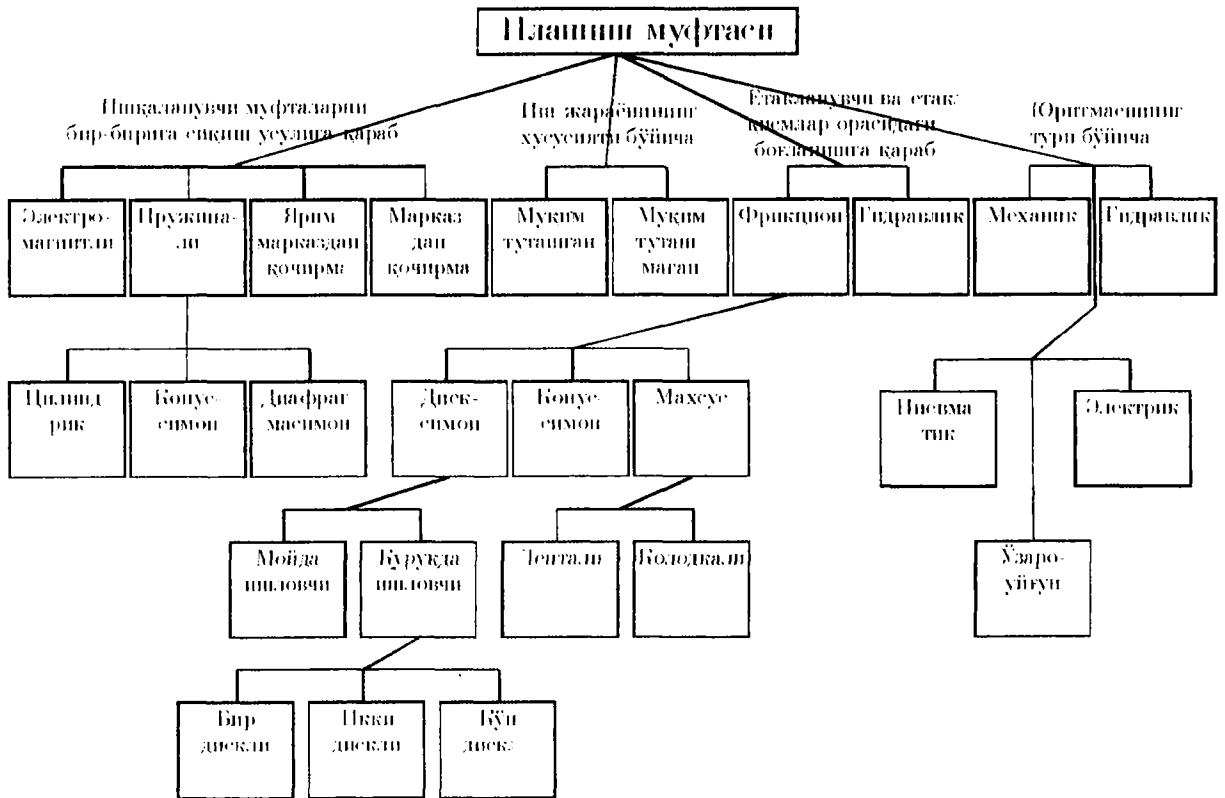 Илашиш муфтаси
Ишқаланувчи муфталарни
бир-бирига сиқиш усулига қараб
Иш жараёнининг
хусусияти бўйича
Етакланувчи ва етак
қисмлар орасидаги
боғланишга қараб
Юритмасининг
тури бўйича
Электро-
магнитли
Пружина-
ли
Ярим
марказдан
қочирма
Марказ
дан
қочирма
Муқим
туташган
Муқим
туташ
маган
Фрикцион
Гидравлик
Механик
Гидравлик
Цилинд
рик
Конус-
симон
Диафраг
масимон
Диск-
симон
Конус-
симон
Махсус
Пневма
тик
Электрик
Мойда
ишловчи
Қуруқда
ишловчи
Лентали
Колодкали
Ўзаро-
уйғун
Бир
дискли
Икки
дискли
Кўп
дискл